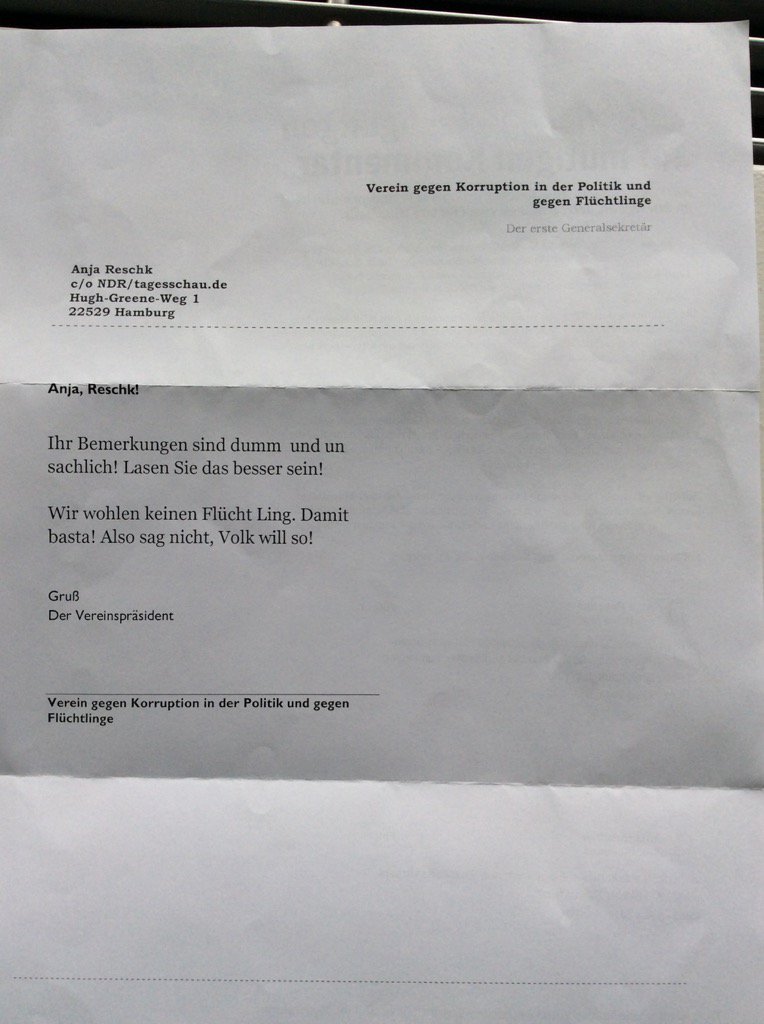 Verein gegen Korruption in der Politik und
gegen Flüchtlinge
Der erste Generalsekretär
Anja Reschk
c/o NDR/tagesschau.de
Hugh-Greene-Weg 1
22529 Hamburg
Anja, Reschk!
Ihr Bemerkungen sind dumm  und un
sachlich! Lasen Sie das besser sein!
Wir wohlen keinen Flücht Ling. Damit
basta! Also sag nicht, Volk will so!
Gruß
Der Vereinspräsident
Verein gegen Korruption in der Politik und gegen
Flüchtlinge